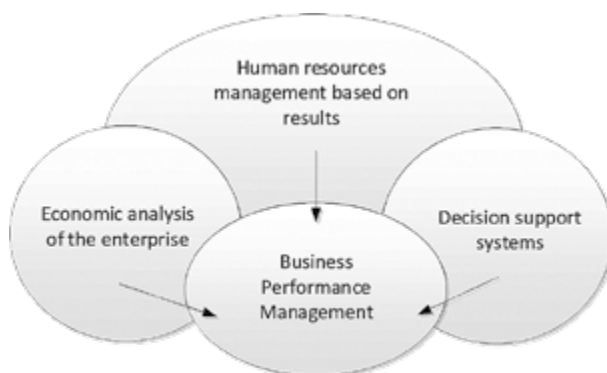 Human resources
management based on
results
Economic analysis
of the enterprise
Decision support
systems
Business
Performance
Management